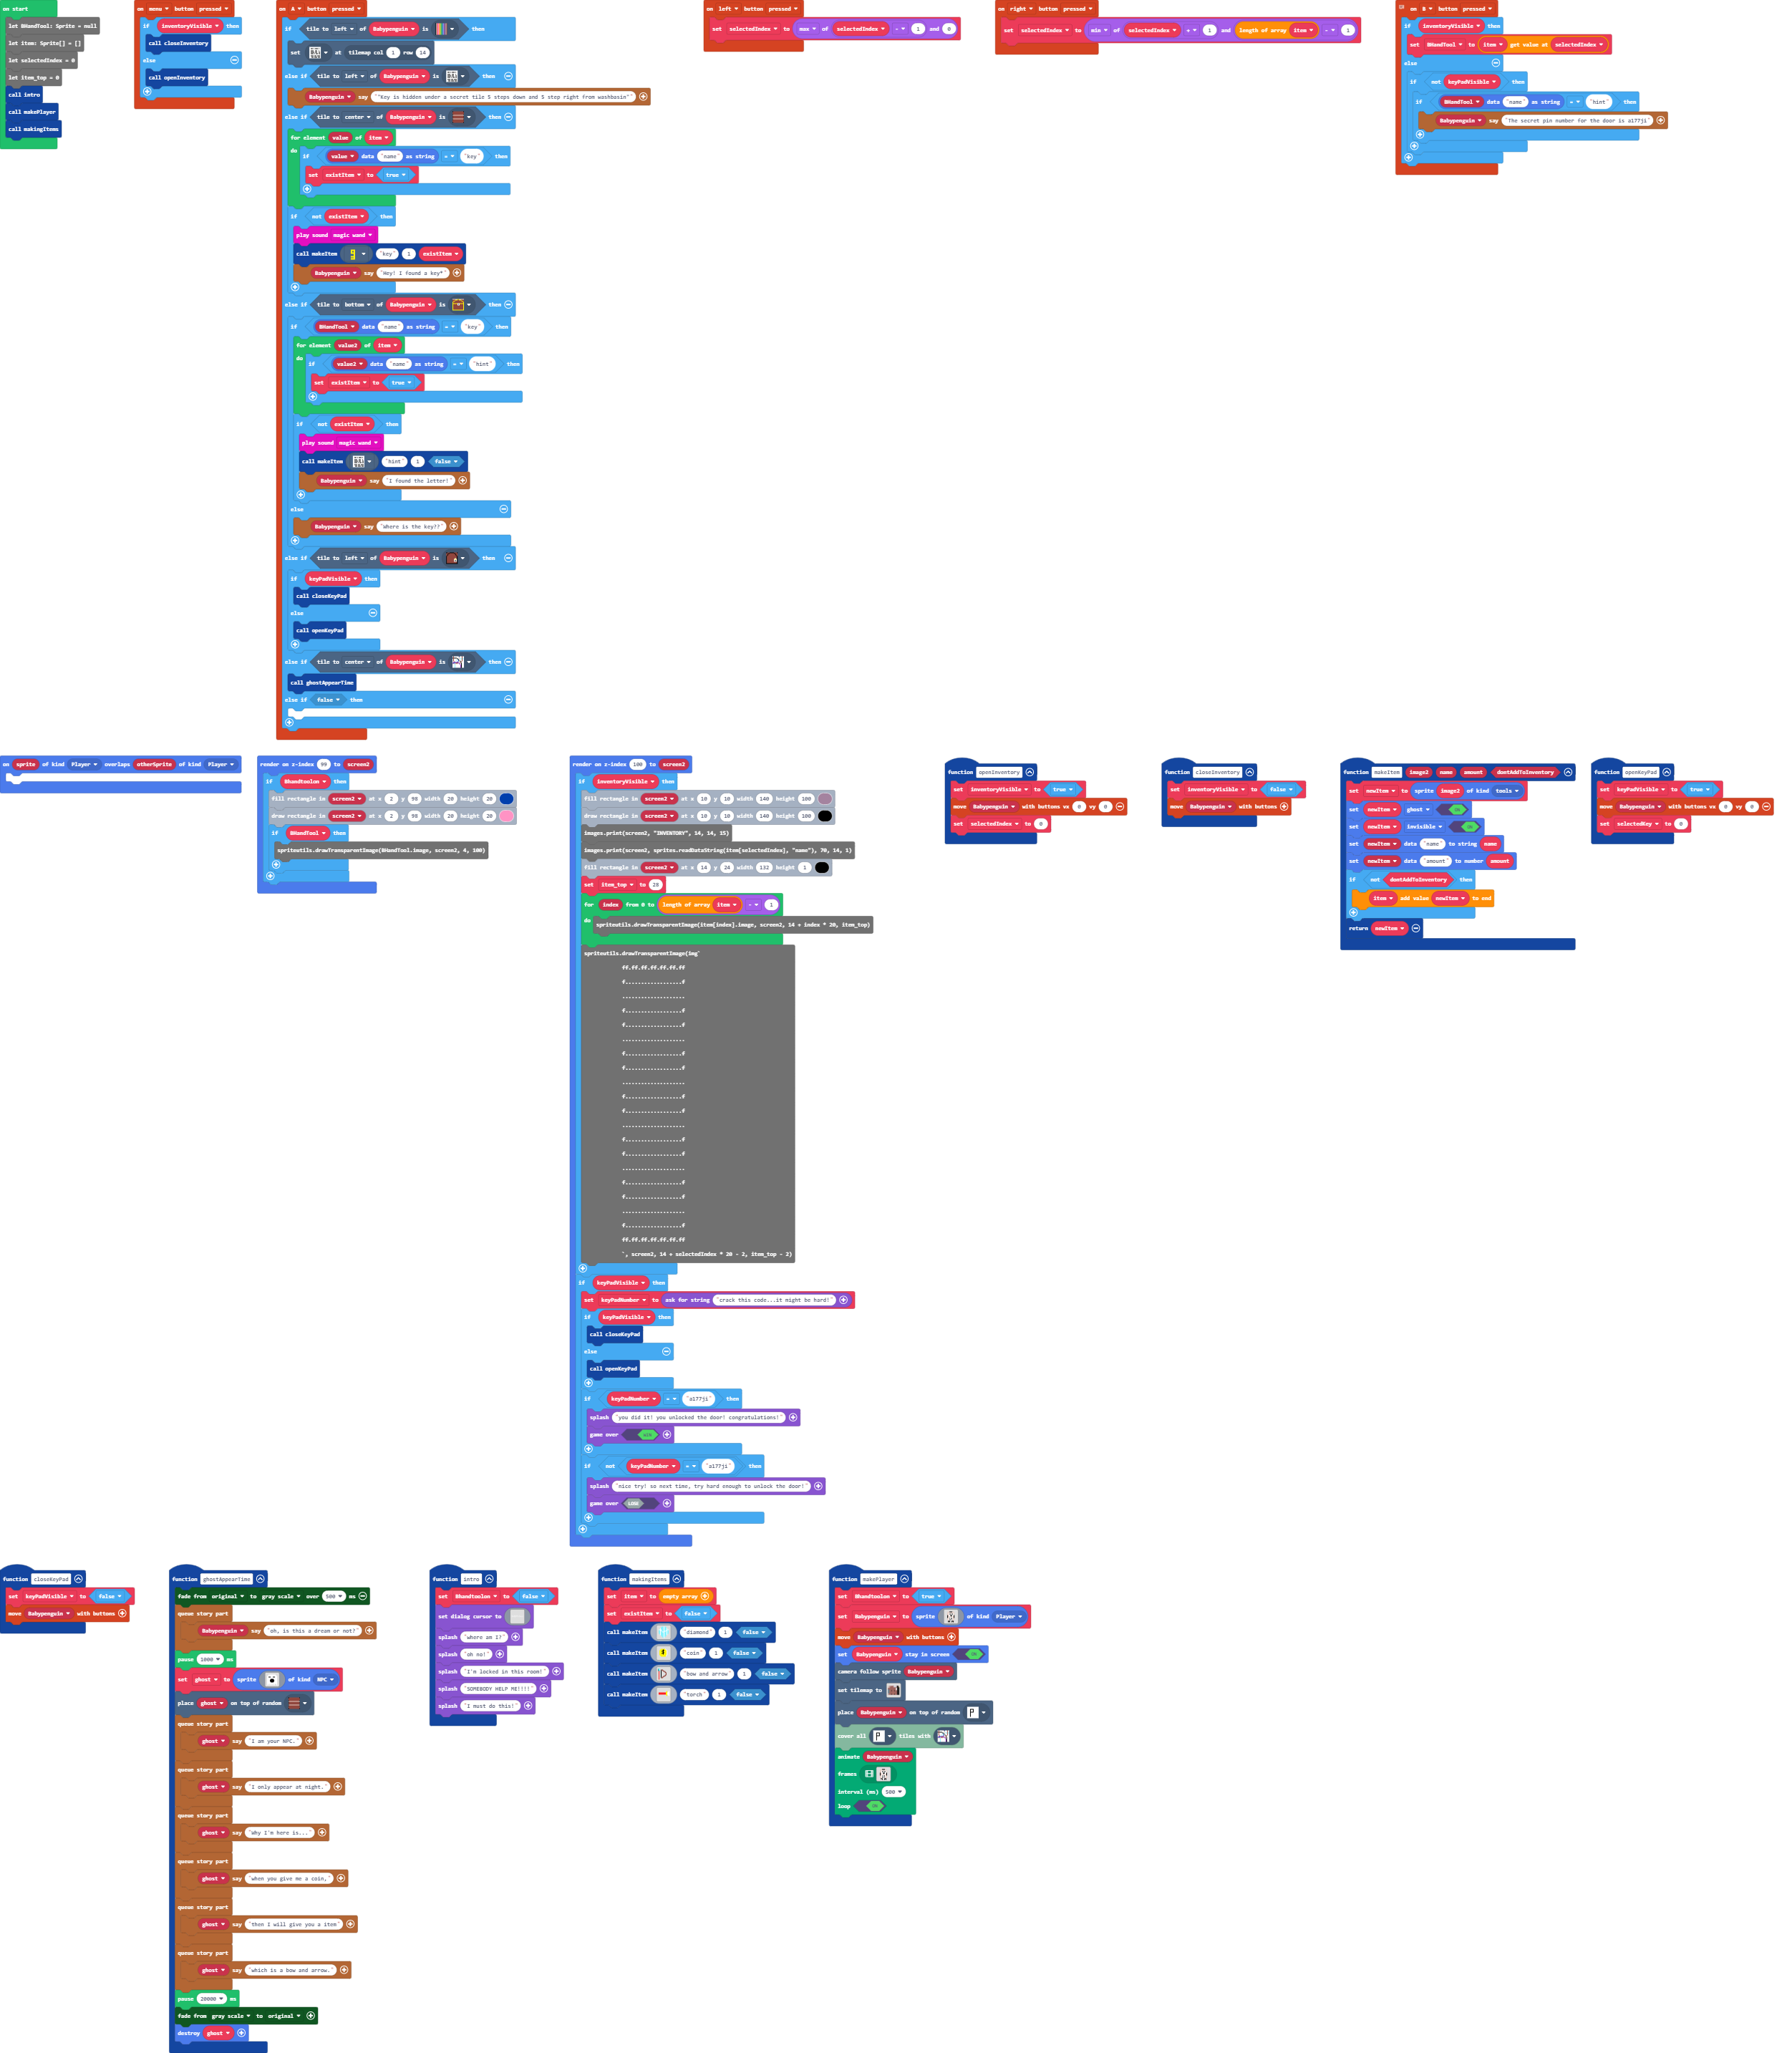 on start
let BHandTool: Sprite = null
let item: Sprite[] = []
let selectedIndex = 0
let item_top = 0
call intro
call makePlayer
call makingItems
on menu button pressed
if inventoryVisible then
call closeInventory
else
call openInventory
on A button pressed
if tile to left of Babypenguin is then
set at tilemap col 1 row 14
else if tile to left of Babypenguin is then
Babypenguin say ""Key is hidden under a secret tile 5 steps down and 5 step right from washbasin""
else if tile to center of Babypenguin is then
for element value of item
do
if value data "name" as string = "key" then
set existItem to true
if not existItem then
play sound magic wand
call makeItem "key" 1 existItem
Babypenguin say "Hey! I found a key"
else if tile to bottom of Babypenguin is then
if BHandTool data "name" as string = "key" then
for element value2 of item
do
if value2 data "name" as string = "hint" then
set existItem to true
if not existItem then
play sound magic wand
call makeItem "hint" 1 false
Babypenguin say "I found the letter!"
else
Babypenguin say "Where is the key??"
else if tile to left of Babypenguin is then
if keyPadVisible then
call closeKeyPad
else
call openKeyPad
else if tile to center of Babypenguin is then
call ghostAppearTime
else if false then
on left button pressed
set selectedIndex to max of selectedIndex - 1 and 0
on right button pressed
set selectedIndex to min of selectedIndex + 1 and length of array item - 1
on B button pressed
if inventoryVisible then
set BHandTool to item get value at selectedIndex
else
if not keyPadVisible then
if BHandTool data "name" as string = "hint" then
Babypenguin say "The secret pin number for the door is a177ji"
on sprite of kind Player overlaps otherSprite of kind Player
render on z-index 99 to screen2
if Bhandtoolon then
fill rectangle in screen2 at x 2 y 98 width 20 height 20
draw rectangle in screen2 at x 2 y 98 width 20 height 20
if BHandTool then
spriteutils.drawTransparentImage(BHandTool.image, screen2, 4, 100)
render on z-index 100 to screen2
if inventoryVisible then
fill rectangle in screen2 at x 10 y 10 width 140 height 100
draw rectangle in screen2 at x 10 y 10 width 140 height 100
images.print(screen2, "INVENTORY", 14, 14, 15)
images.print(screen2, sprites.readDataString(item[selectedIndex], "name"), 70, 14, 1)
fill rectangle in screen2 at x 14 y 24 width 132 height 1
set item_top to 28
for index from 0 to length of array item - 1
do
spriteutils.drawTransparentImage(item[index].image, screen2, 14 + index * 20, item_top)
spriteutils.drawTransparentImage(img`
ff.ff.ff.ff.ff.ff.ff
f..................f
....................
f..................f
f..................f
....................
f..................f
f..................f
....................
f..................f
f..................f
....................
f..................f
f..................f
....................
f..................f
f..................f
....................
f..................f
ff.ff.ff.ff.ff.ff.ff
`, screen2, 14 + selectedIndex * 20 - 2, item_top - 2)
if keyPadVisible then
set keyPadNumber to ask for string "crack this code...it might be hard!"
if keyPadVisible then
call closeKeyPad
else
call openKeyPad
if keyPadNumber = "a177ji" then
splash "you did it! you unlocked the door! congratulations!"
game over WIN
if not keyPadNumber = "a177ji" then
splash "nice try! so next time, try hard enough to unlock the door!"
game over LOSE
function openInventory
set inventoryVisible to true
move Babypenguin with buttons vx 0 vy 0
set selectedIndex to 0
function closeInventory
set inventoryVisible to false
move Babypenguin with buttons
function makeItem image2 name amount dontAddToInventory
set newItem to sprite image2 of kind tools
set newItem ghost ON
set newItem invisible ON
set newItem data "name" to string name
set newItem data "amount" to number amount
if not dontAddToInventory then
item add value newItem to end
return newItem
function openKeyPad
set keyPadVisible to true
move Babypenguin with buttons vx 0 vy 0
set selectedKey to 0
function closeKeyPad
set keyPadVisible to false
move Babypenguin with buttons
function ghostAppearTime
fade from original to gray scale over 500 ms
queue story part
Babypenguin say "oh, is this a dream or not?"
pause 1000 ms
set ghost to sprite of kind NPC
place ghost on top of random
queue story part
ghost say "I am your NPC."
queue story part
ghost say "I only appear at night."
queue story part
ghost say "Why I'm here is..."
queue story part
ghost say "when you give me a coin,"
queue story part
ghost say "then I will give you a item"
queue story part
ghost say "which is a bow and arrow."
pause 20000 ms
fade from gray scale to original
destroy ghost
function intro
set Bhandtoolon to false
set dialog cursor to
splash "where am I?"
splash "oh no!"
splash "I'm locked in this room!"
splash "SOMEBODY HELP ME!!!!"
splash "I must do this!"
function makingItems
set item to empty array
set existItem to false
call makeItem "diamond" 1 false
call makeItem "coin" 1 false
call makeItem "bow and arrow" 1 false
call makeItem "torch" 1 false
function makePlayer
set Bhandtoolon to true
set Babypenguin to sprite of kind Player
move Babypenguin with buttons
set Babypenguin stay in screen ON
camera follow sprite Babypenguin
set tilemap to
place Babypenguin on top of random P
cover all P tiles with
animate Babypenguin
frames
interval (ms) 500
loop ON